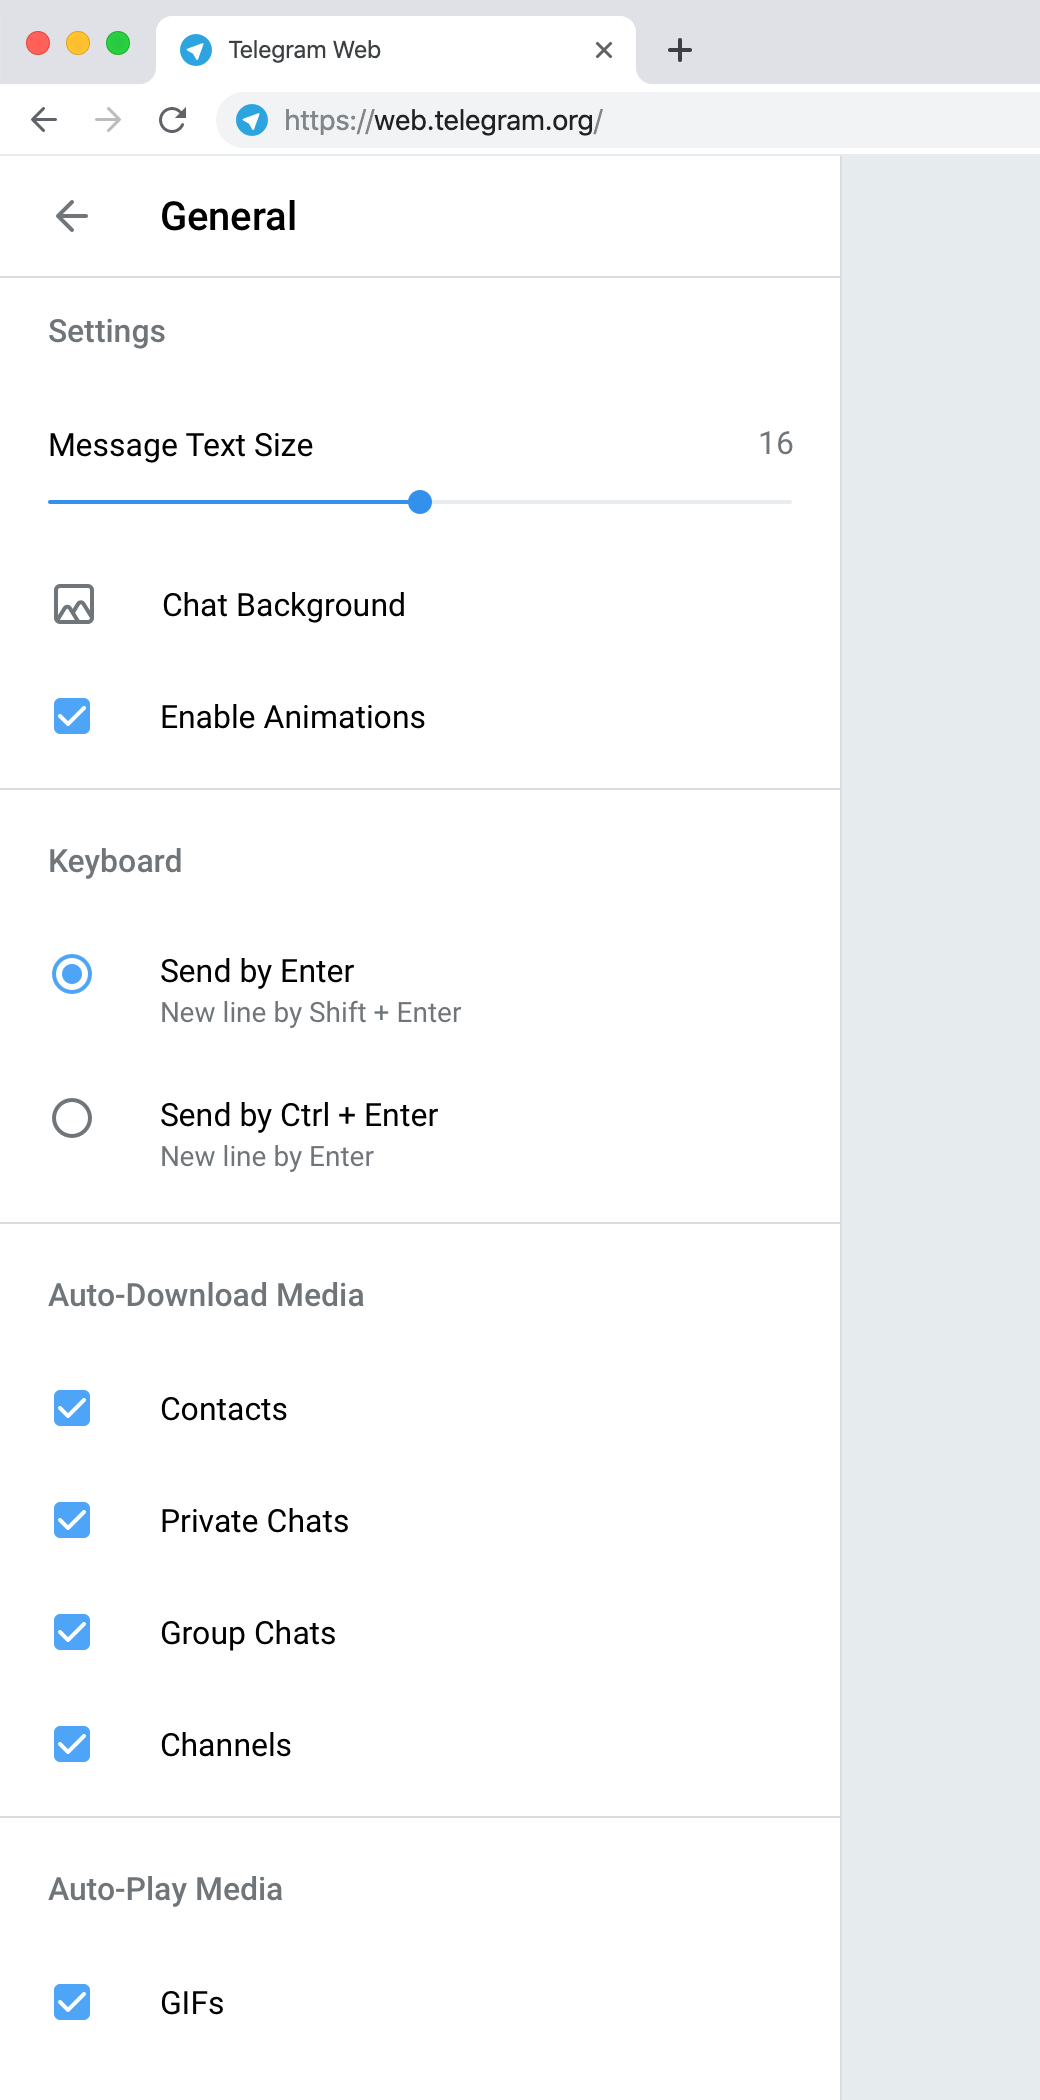 Telegram Web
https://web.telegram.org/
General
Settings
Message Text Size 16
Chat Background
Enable Animations
Keyboard
Send by Enter
New line by Shift + Enter
Send by Ctrl + Enter
New line by Enter
Auto-Download Media
Contacts
Private Chats
Group Chats
Channels
Auto-Play Media
GIFs